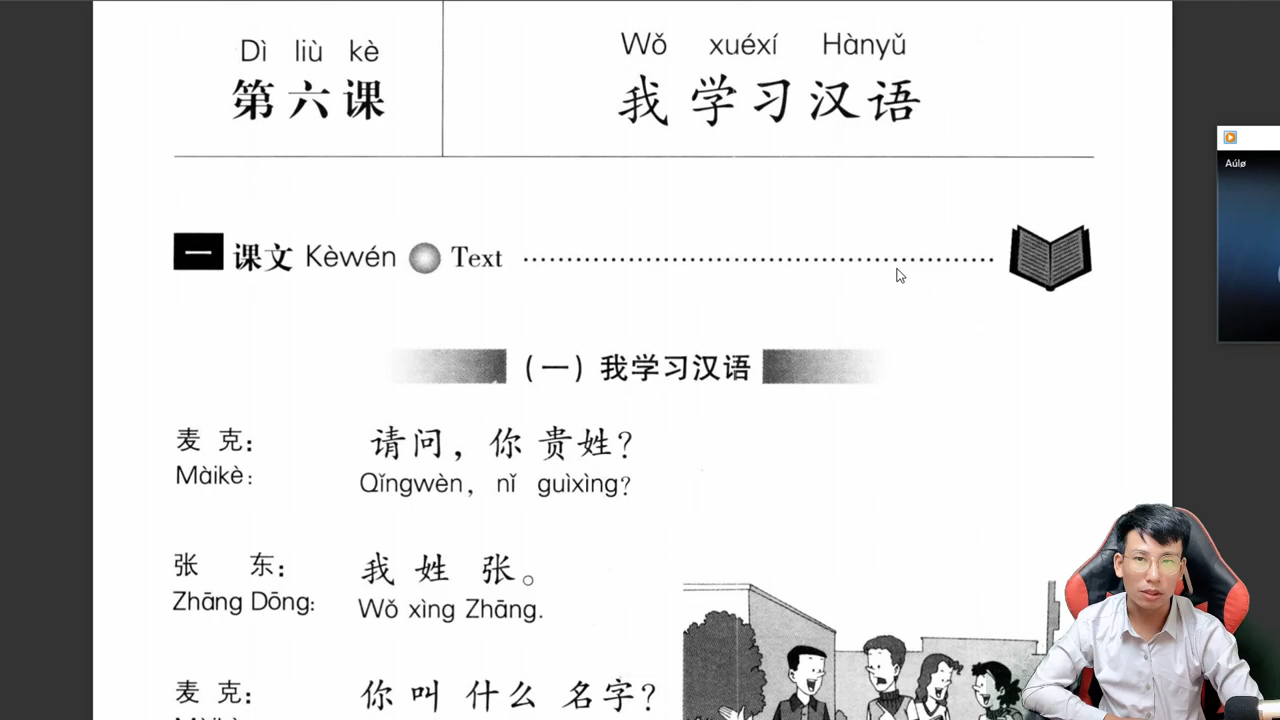 Dì liù kè
第六课
Wǒ xuéxí Hànyǔ
我学习汉语
一 课文 Kèwén Text
（一）我学习汉语
麦克： 请问，你贵姓？
Màikè： Qǐngwèn, nǐ guìxìng?
张东： 我姓张。
Zhāng Dōng: Wǒ xìng Zhāng.
麦克： 你叫什么名字？